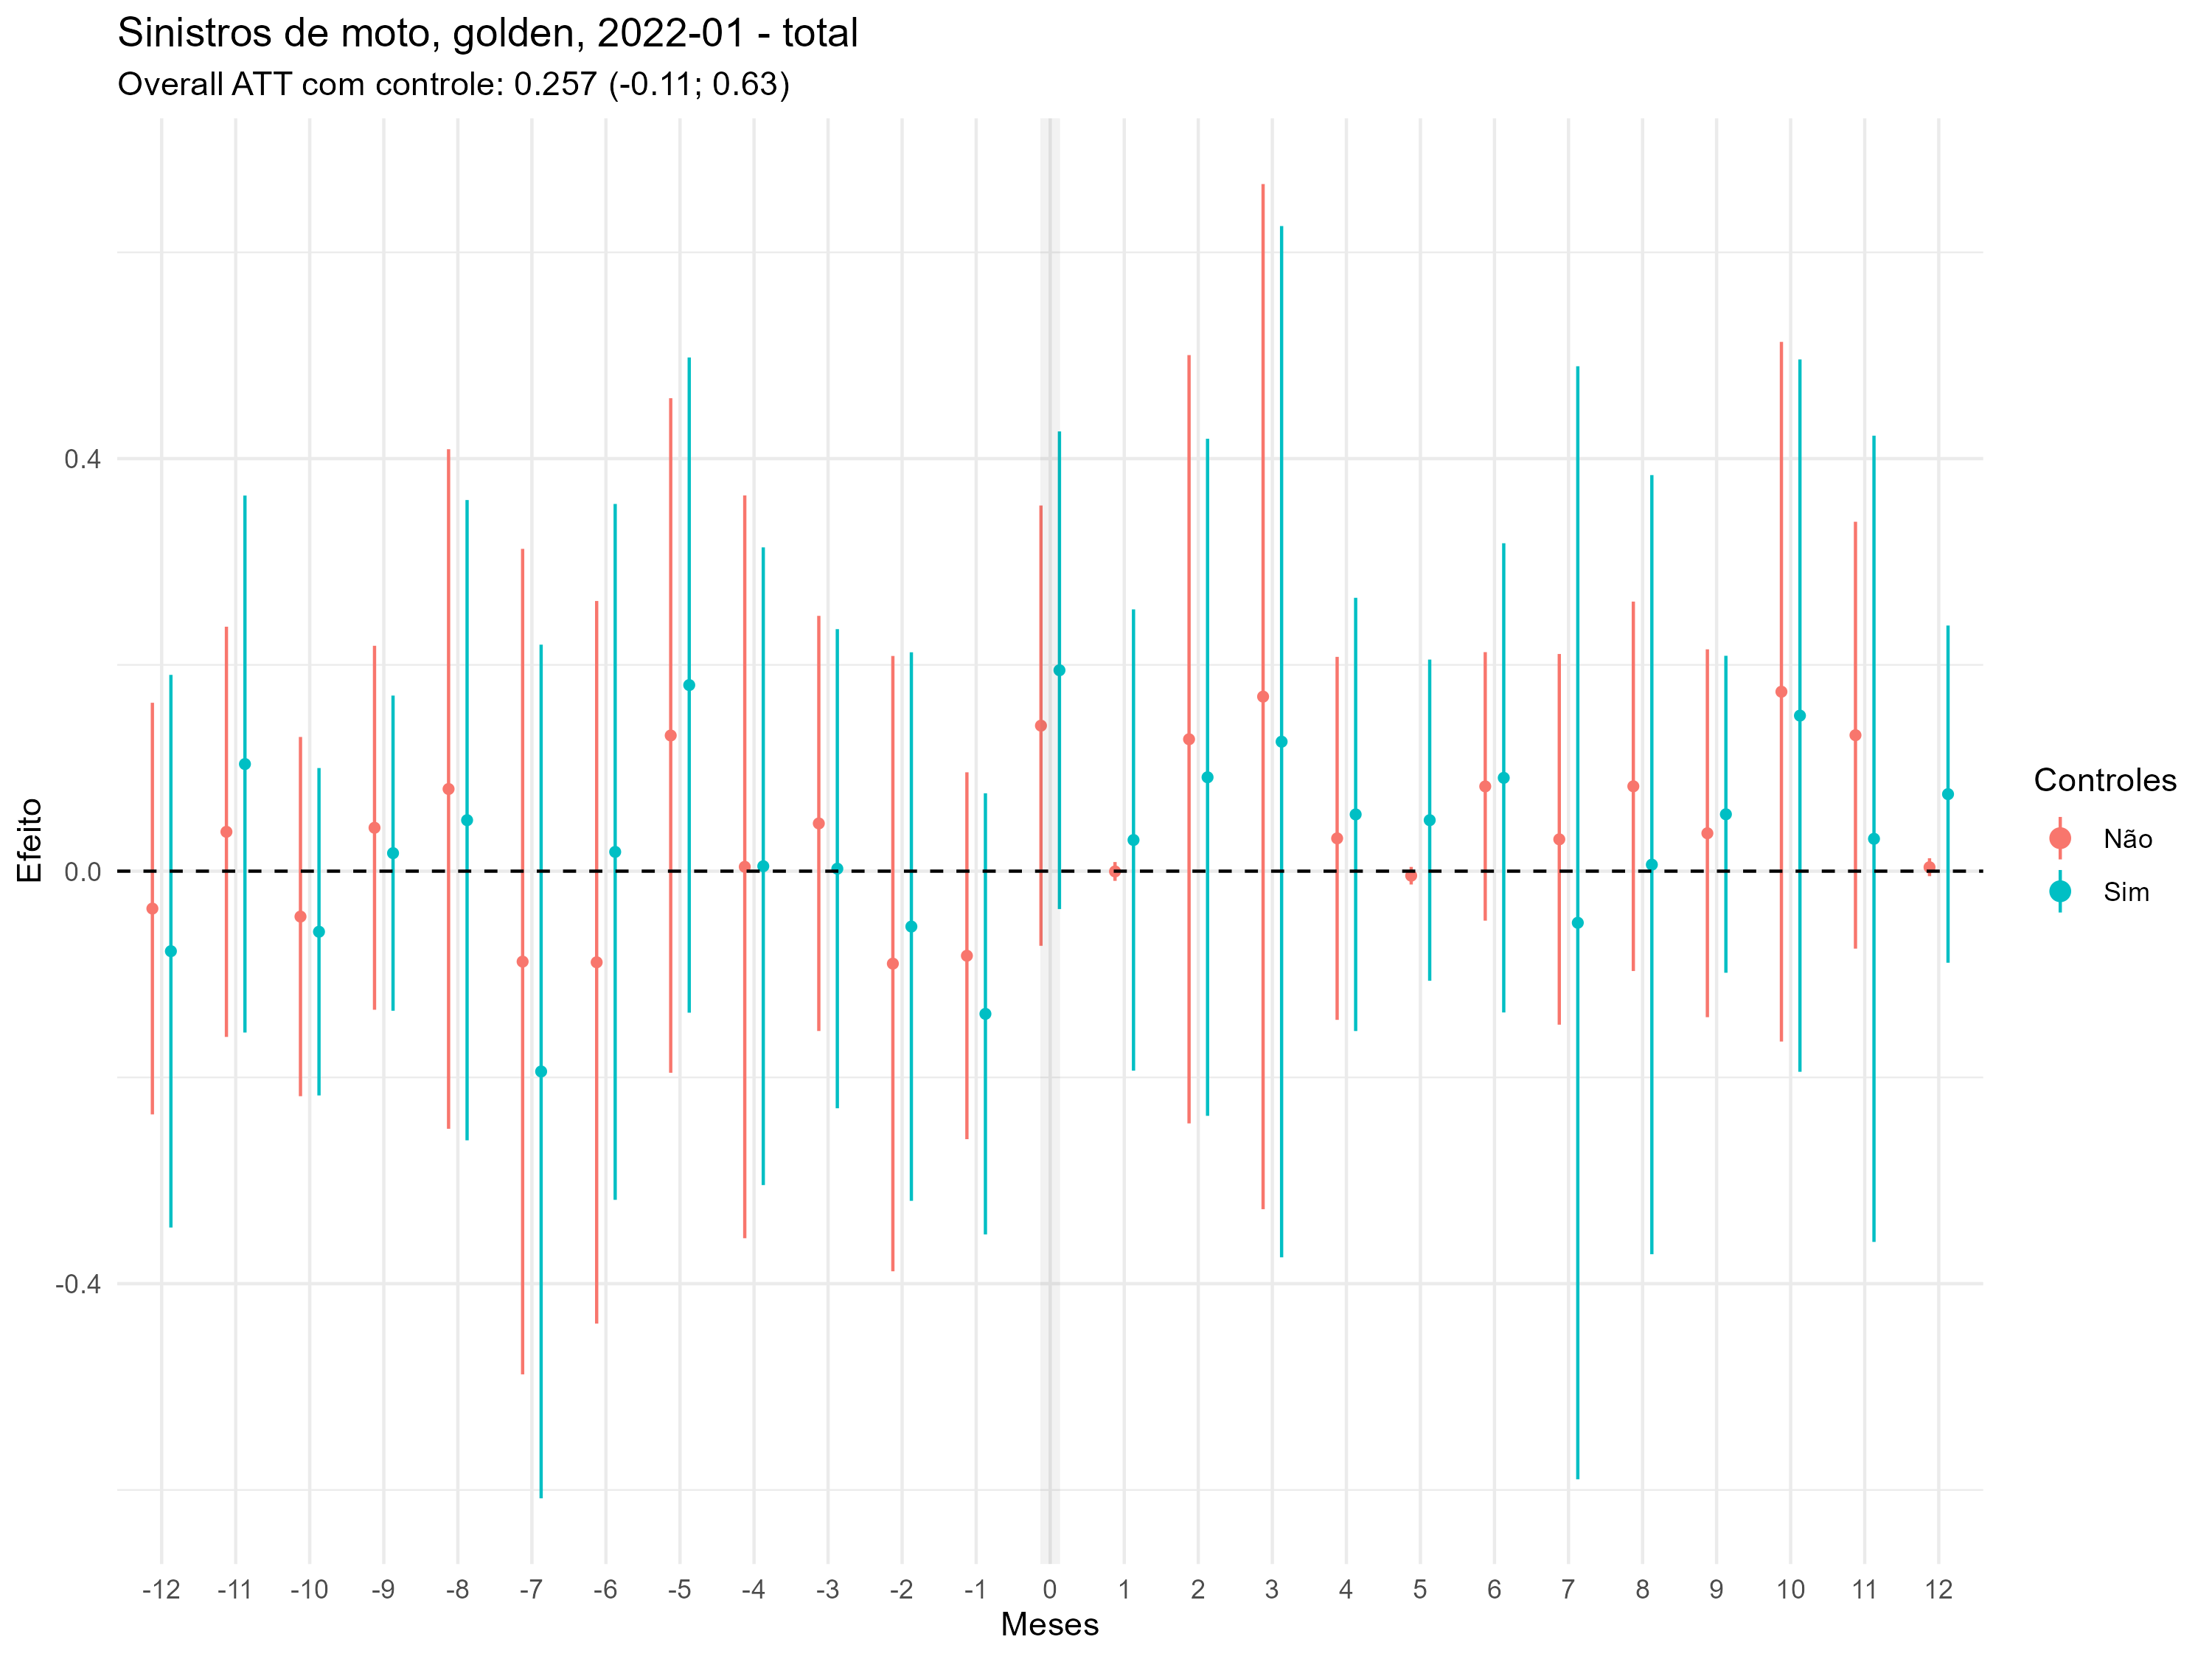 Sinistros de moto, golden, 2022-01 - total
Overall ATT com controle: 0.257 (-0.11; 0.63)
Efeito
0.4
0.0
-0.4
-12 -11 -10 -9 -8 -7 -6 -5 -4 -3 -2 -1 0 1 2 3 4 5 6 7 8 9 10 11 12
Meses
Controles
Não
Sim